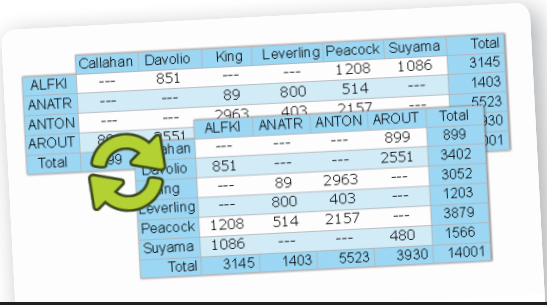 Callahan Davolio King Leverling Peacock Suyama Total
ALFKI --- 851 --- --- 1208 1086 3145
ANATR --- --- 89 800 514 --- 1403
ANTON --- --- 2963 403 2157 --- 5523
AROUT 2551
Total
ALFKI ANATR ANTON AROUT Total
--- --- --- 899 899
Davolio 851 --- --- 2551 3402
--- 89 2963 --- 3052
Leverling --- 800 403 --- 1203
Peacock 1208 514 2157 --- 3879
Suyama 1086 --- --- 480 1566
Total 3145 1403 5523 3930 14001